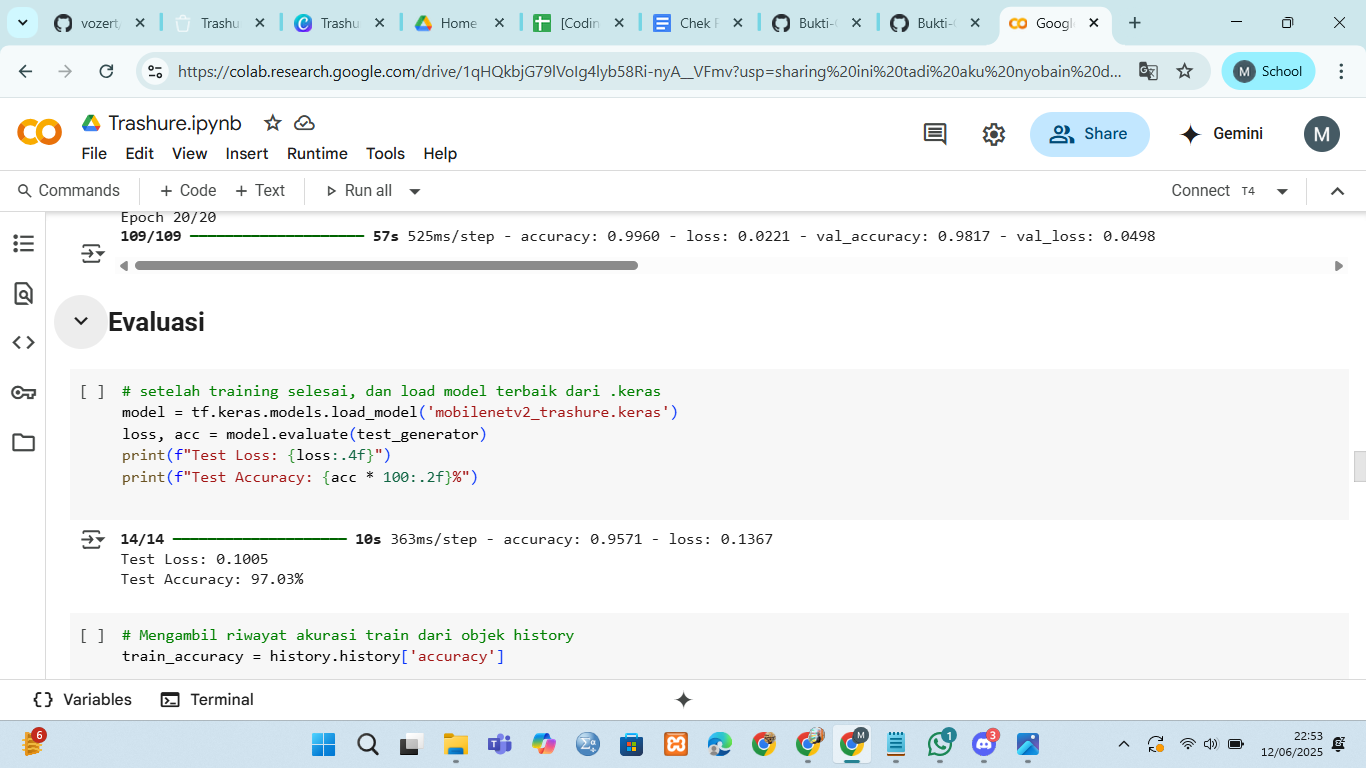 vozert,
Trashu
Trashu
Home
[Codin
Chek F
Bukti-
Bukti-
Googl
https://colab.research.google.com/drive/1qHQkbjG79lVoIg4lyb58Ri-nyA__VFmv?usp=sharing%20ini%20tadi%20aku%20nyobain%20d...
M School
Trashure.ipynb
File Edit View Insert Runtime Tools Help
Share
Gemini
M
Commands + Code + Text Run all
Connect T4
Epoch 20/20
109/109 57s 525ms/step - accuracy: 0.9960 - loss: 0.0221 - val_accuracy: 0.9817 - val_loss: 0.0498
Evaluasi
[ ] # setelah training selesai, dan load model terbaik dari .keras
model = tf.keras.models.load_model('mobilenetv2_trashure.keras')
loss, acc = model.evaluate(test_generator)
print(f"Test Loss: {loss:.4f}")
print(f"Test Accuracy: {acc * 100:.2f}%")
14/14 10s 363ms/step - accuracy: 0.9571 - loss: 0.1367
Test Loss: 0.1005
Test Accuracy: 97.03%
[ ] # Mengambil riwayat akurasi train dari objek history
train_accuracy = history.history['accuracy']
{} Variables Terminal
6
M
1
3
22:53
12/06/2025